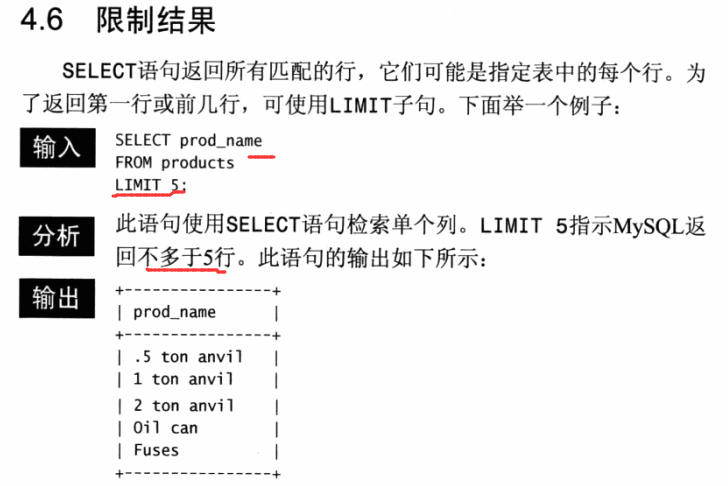 4.6 限制结果
SELECT语句返回所有匹配的行，它们可能是指定表中的每个行。为
了返回第一行或前几行，可使用LIMIT子句。下面举一个例子：
输入
SELECT prod_name
FROM products
LIMIT 5;
分析
此语句使用SELECT语句检索单个列。LIMIT 5指示MySQL返
回不多于5行。此语句的输出如下所示：
输出
+----------------+
| prod_name |
+----------------+
| .5 ton anvil |
| 1 ton anvil |
| 2 ton anvil |
| Oil can |
| Fuses |
+----------------+